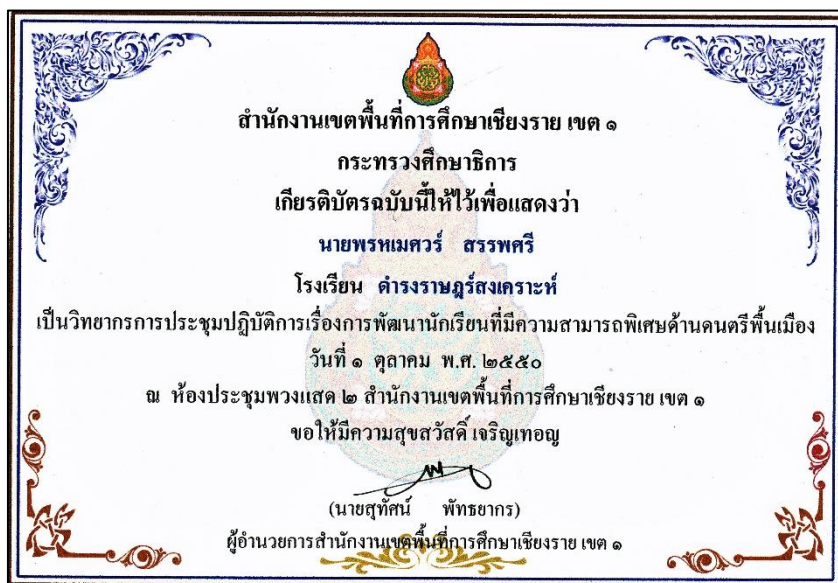 สำนักงานเขตพื้นที่การศึกษาเชียงราย เขต ๑
กระทรวงศึกษาธิการ
เกียรติบัตรฉบับนี้ให้ไว้เพื่อแสดงว่า
นายพรหเมศวร์ สรรพศรี
โรงเรียน ดำรงราษฎร์สงเคราะห์
เป็นวิทยากรการประชุมปฏิบัติการเรื่องการพัฒนานักเรียนที่มีความสามารถพิเศษด้านดนตรีพื้นเมือง
วันที่ ๑ ตุลาคม พ.ศ. ๒๕๕๐
ณ ห้องประชุมพวงแสด ๒ สำนักงานเขตพื้นที่การศึกษาเชียงราย เขต ๑
ขอให้มีความสุขสวัสดิ์ เจริญเทอญ
(นายสุทัศน์ พัทธยากร)
ผู้อำนวยการสำนักงานเขตพื้นที่การศึกษาเชียงราย เขต ๑